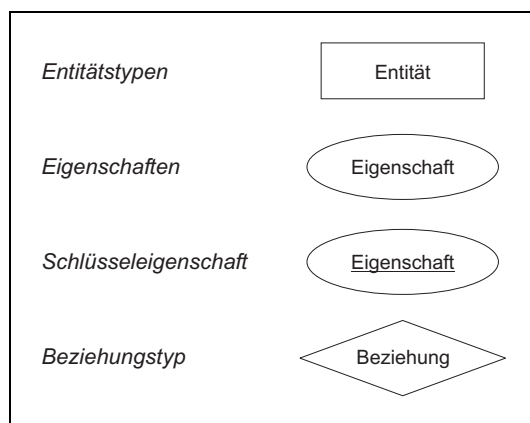 Entitätstypen Entität
Eigenschaften Eigenschaft
Schlüsseleigenschaft Eigenschaft
Beziehungstyp Beziehung